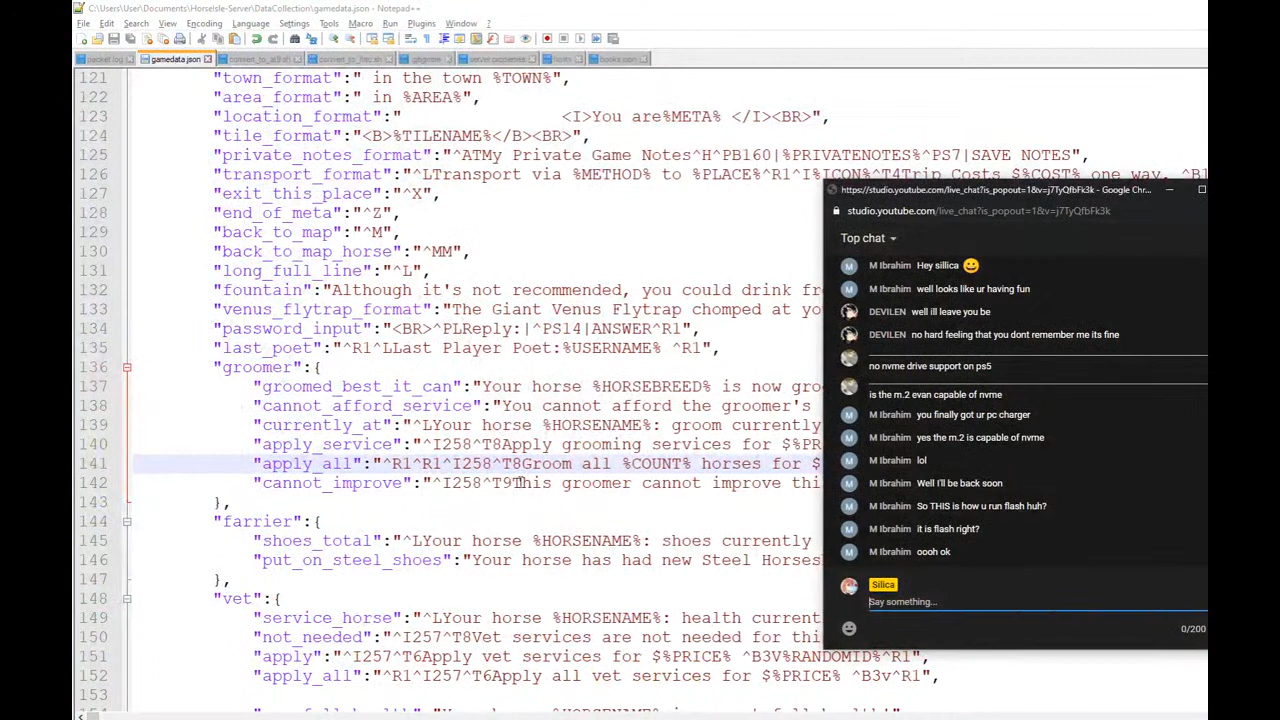 C:\Users\User\Documents\HorseIsle-Server\DataCollection\gamedata.json - Notepad++
File Edit Search View Encoding Language Settings Tools Macro Run Plugins Window ?
packet.log gamedata.json
121 "town_format":" in the town %TOWN%",
122 "area_format":" in %AREA%",
123 "location_format":" <I>You are%META% </I><BR>",
124 "tile_format":"<B>%TILENAME%</B><BR>",
125 "private_notes_format":"^ATMy Private Game Notes^H^PB160|%PRIVATENOTES%^PS7|SAVE NOTES",
126 "transport_format":"^LTransport via %METHOD% to %PLACE%^R1^I%ICON%^T4Trip Costs $%COST% one way.
127 "exit_this_place":"^X",
128 "end_of_meta":"^Z",
129 "back_to_map":"^M",
130 "back_to_map_horse":"^MM",
131 "long_full_line":"^L",
132 "fountain":"Although it's not recommended, you could drink
133 "venus_flytrap_format":"The Giant Venus Flytrap chomped at
134 "password_input":"<BR>^PLReply:|^PS14|ANSWER^R1",
135 "last_poet":"^R1^LLast Player Poet:%USERNAME% ^R1",
136 "groomer":{
137 "groomed_best_it_can":"Your horse %HORSEBREED% is now
138 "cannot_afford_service":"You cannot afford the groomer's
139 "currently_at":"^LYour horse %HORSENAME%: groom currently
140 "apply_service":"^I258^T8Apply grooming services for $%PR
141 "apply_all":"^R1^R1^I258^T8Groom all %COUNT% horses for $
142 "cannot_improve":"^I258^T9This groomer cannot improve
143 },
144 "farrier":{
145 "shoes_total":"^LYour horse %HORSENAME%: shoes currently
146 "put_on_steel_shoes":"Your horse has had new Steel
147 },
148 "vet":{
149 "service_horse":"^LYour horse %HORSENAME%: health
150 "not_needed":"^I257^T8Vet services are not needed for
151 "apply":"^I257^T6Apply vet services for $%PRICE% ^B3V%RANDOMID%^R1",
152 "apply_all":"^R1^I257^T6Apply all vet services for $%PRICE% ^B3v^R1",
153
https://studio.youtube.com/live_chat?is_popout=1&v=j7TyQfbFk3k - Google Chr...
studio.youtube.com/live_chat?is_popout=1&v=j7TyQfbFk3k
Top chat
M M Ibrahim Hey sillica
M M Ibrahim well looks like ur having fun
DEVILEN well ill leave you be
DEVILEN no hard feeling that you dont remember me its fine
no nvme drive support on ps5
is the m.2 evan capable of nvme
M M Ibrahim you finally got ur pc charger
M M Ibrahim yes the m.2 is capable of nvme
M M Ibrahim lol
M M Ibrahim Well I'll be back soon
M M Ibrahim So THIS is how u run flash huh?
M M Ibrahim it is flash right?
M M Ibrahim oooh ok
Silica
Say something...
0/200